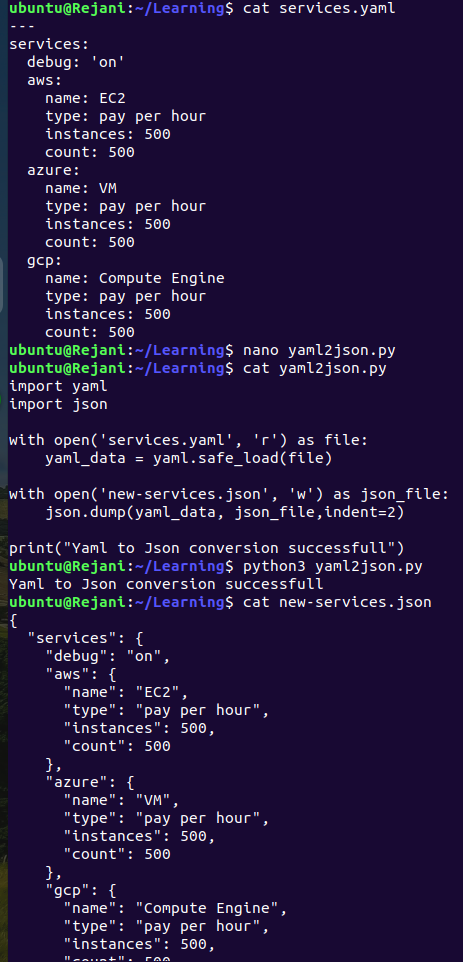 ubuntu@Rejani:~/Learning$ cat services.yaml
---
services:
  debug: 'on'
  aws:
    name: EC2
    type: pay per hour
    instances: 500
    count: 500
  azure:
    name: VM
    type: pay per hour
    instances: 500
    count: 500
  gcp:
    name: Compute Engine
    type: pay per hour
    instances: 500
    count: 500
ubuntu@Rejani:~/Learning$ nano yaml2json.py
ubuntu@Rejani:~/Learning$ cat yaml2json.py
import yaml
import json

with open('services.yaml', 'r') as file:
    yaml_data = yaml.safe_load(file)

with open('new-services.json', 'w') as json_file:
    json.dump(yaml_data, json_file,indent=2)

print("Yaml to Json conversion successfull")
ubuntu@Rejani:~/Learning$ python3 yaml2json.py
Yaml to Json conversion successfull
ubuntu@Rejani:~/Learning$ cat new-services.json
{
  "services": {
    "debug": "on",
    "aws": {
      "name": "EC2",
      "type": "pay per hour",
      "instances": 500,
      "count": 500
    },
    "azure": {
      "name": "VM",
      "type": "pay per hour",
      "instances": 500,
      "count": 500
    },
    "gcp": {
      "name": "Compute Engine",
      "type": "pay per hour",
      "instances": 500,
      "count": 500